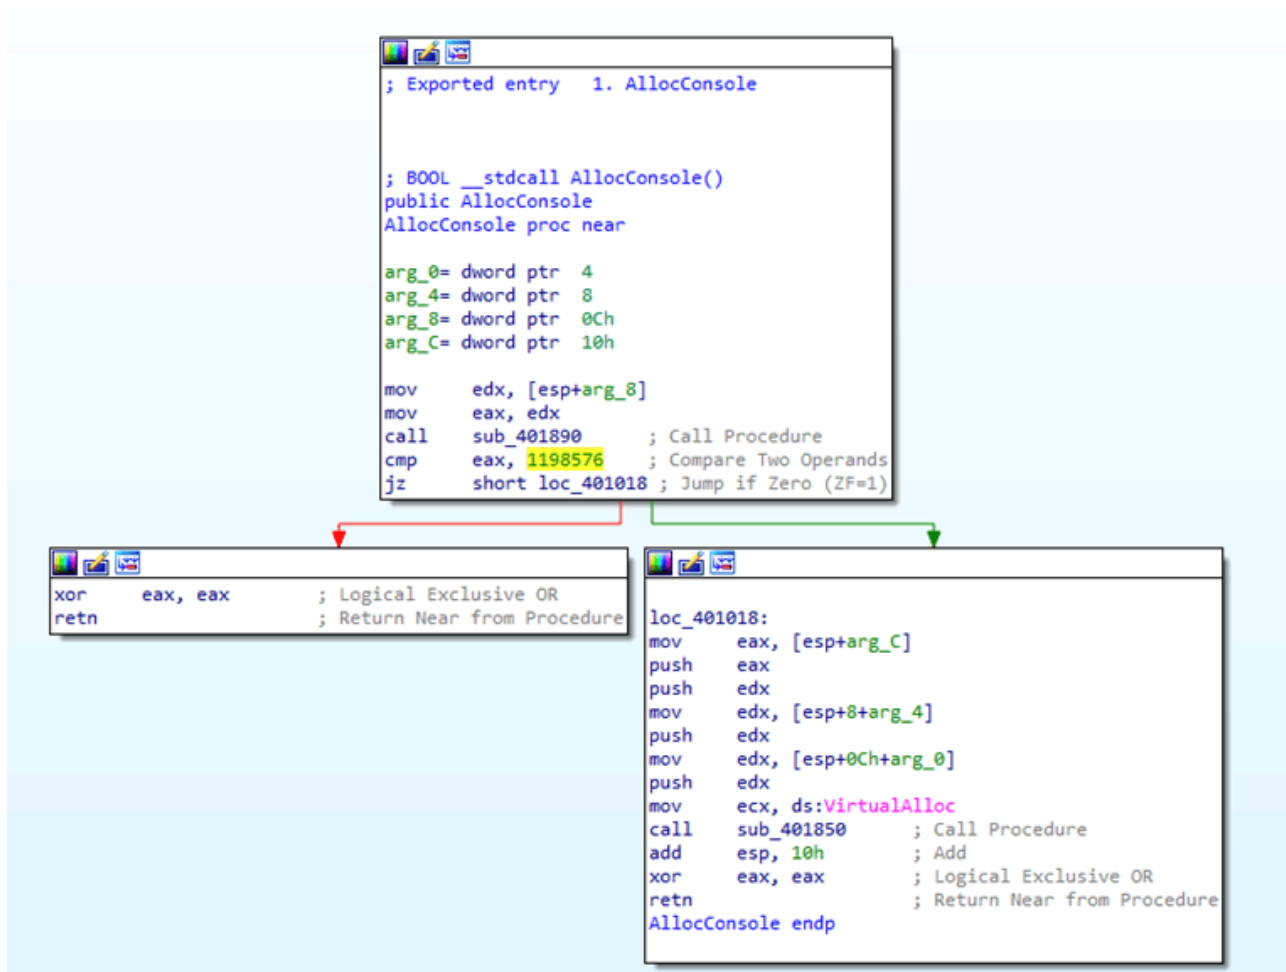 ; Exported entry   1. AllocConsole
; BOOL __stdcall AllocConsole()
public AllocConsole
AllocConsole proc near
arg_0= dword ptr  4
arg_4= dword ptr  8
arg_8= dword ptr  0Ch
arg_C= dword ptr  10h
mov     edx, [esp+arg_8]
mov     eax, edx
call    sub_401890      ; Call Procedure
cmp     eax, 1198576    ; Compare Two Operands
jz      short loc_401018 ; Jump if Zero (ZF=1)
xor     eax, eax        ; Logical Exclusive OR
retn                    ; Return Near from Procedure
loc_401018:
mov     eax, [esp+arg_C]
push    eax
push    edx
mov     edx, [esp+8+arg_4]
push    edx
mov     edx, [esp+0Ch+arg_0]
push    edx
mov     ecx, ds:VirtualAlloc
call    sub_401850      ; Call Procedure
add     esp, 10h        ; Add
xor     eax, eax        ; Logical Exclusive OR
retn                    ; Return Near from Procedure
AllocConsole endp